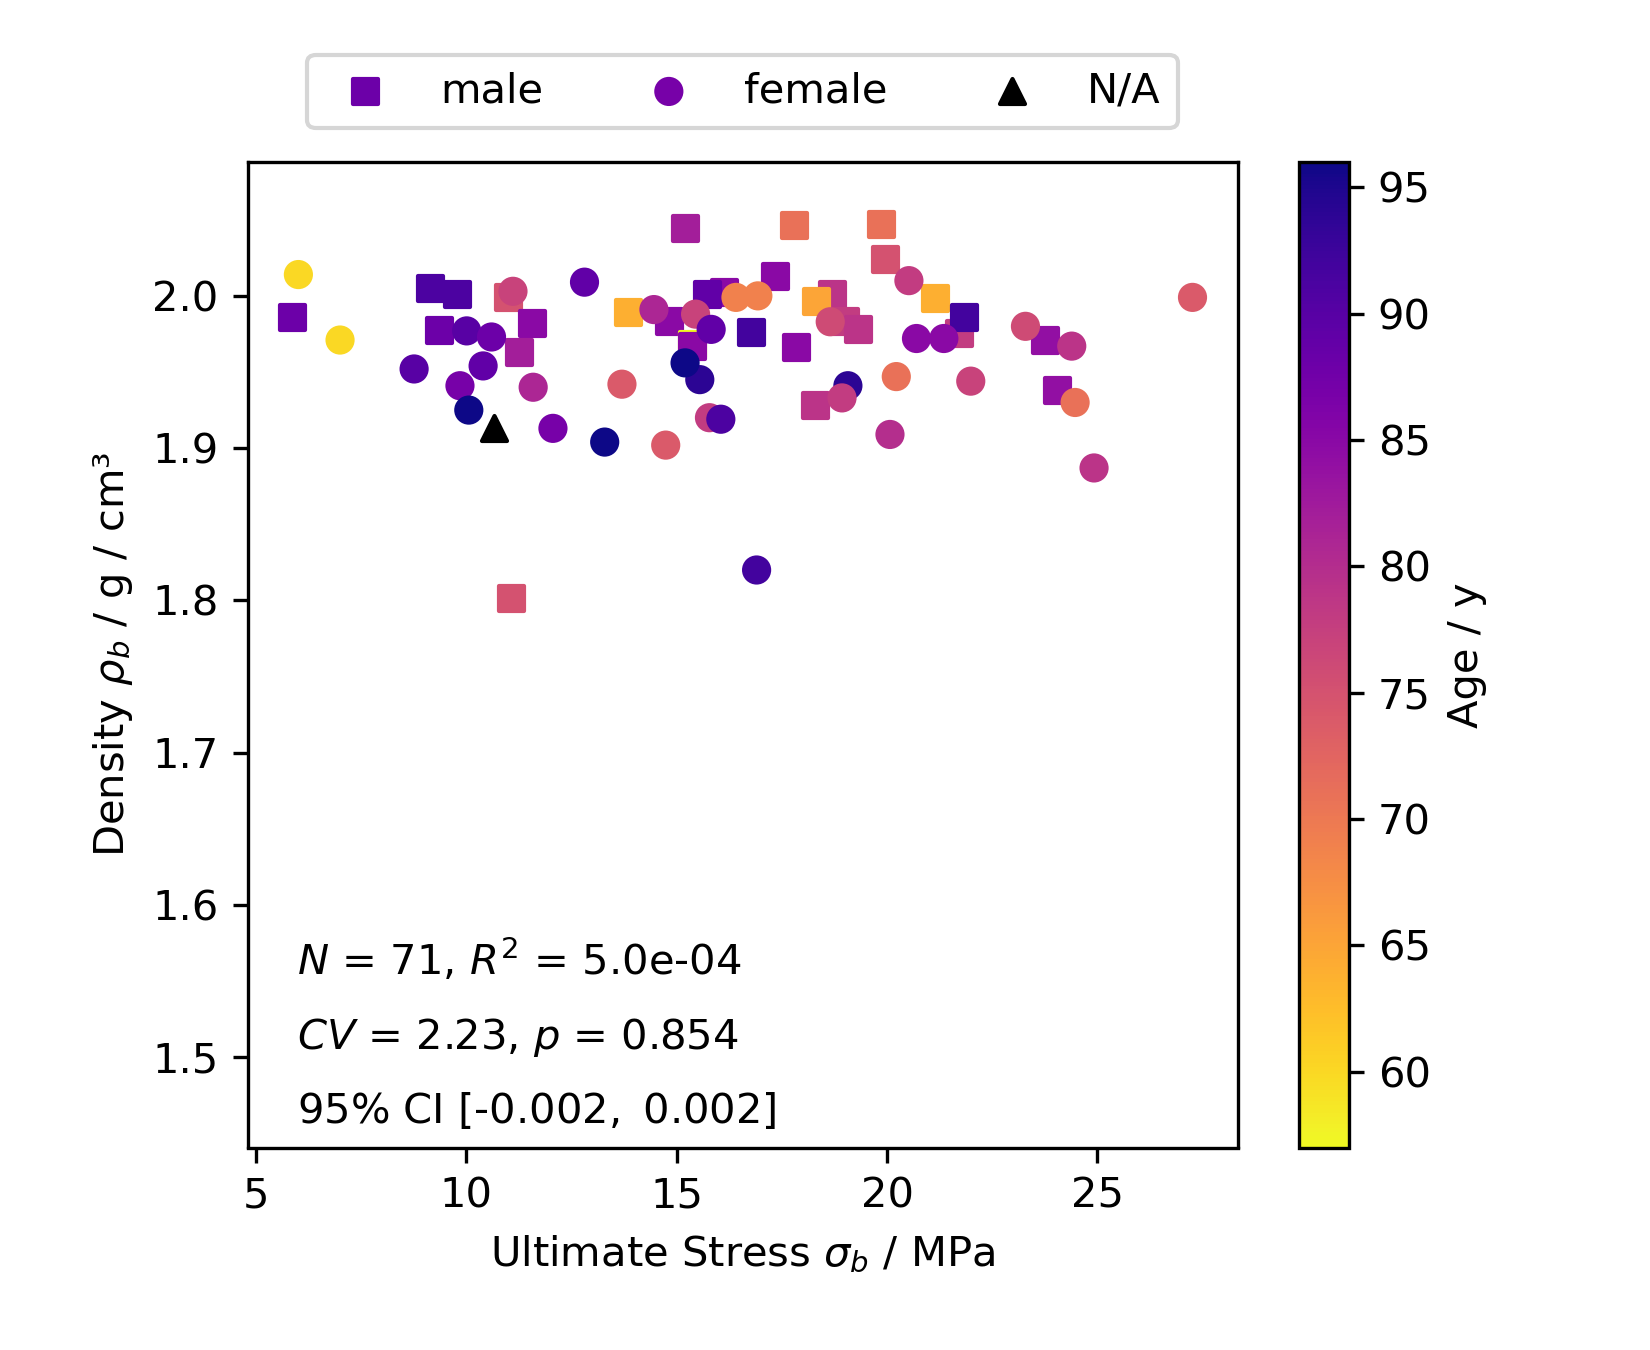 male female N/A
2.0
1.9
1.8
1.7
1.6
1.5
Density ρb / g / cm³
N = 71, R² = 5.0e-04
CV = 2.23, p = 0.854
95% CI [-0.002, 0.002]
5 10 15 20 25
Ultimate Stress σb / MPa
95
90
85
80
75
70
65
60
Age / y